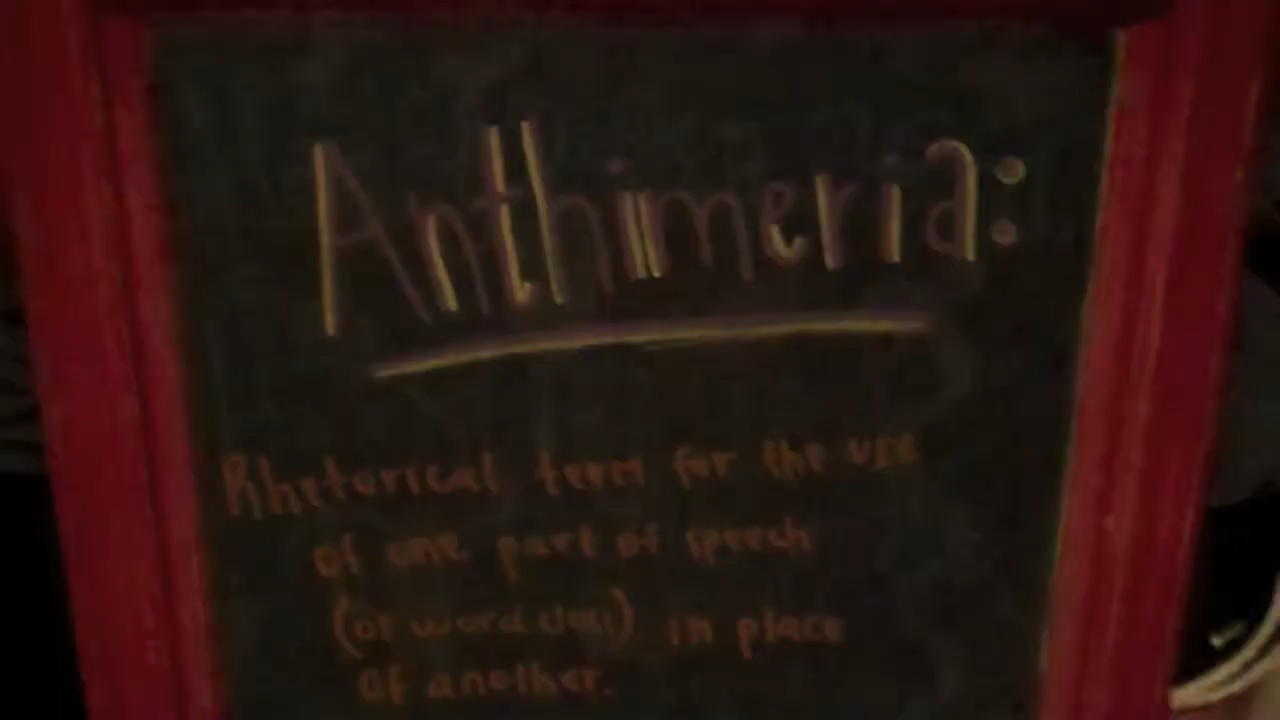 Anthimeria:
Rhetorical term for the use
of one part of speech
(or word class) in place
of another.